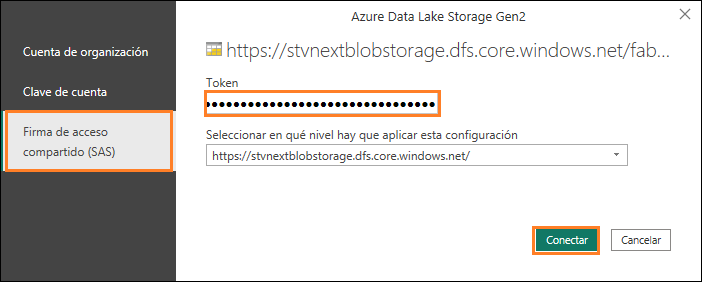 Azure Data Lake Storage Gen2
Cuenta de organización
Clave de cuenta
Firma de acceso
compartido (SAS)
https://stvnextblobstorage.dfs.core.windows.net/fab...
Token
••••••••••••••••••••••••••••••••••
Seleccionar en qué nivel hay que aplicar esta configuración
https://stvnextblobstorage.dfs.core.windows.net/
Conectar
Cancelar